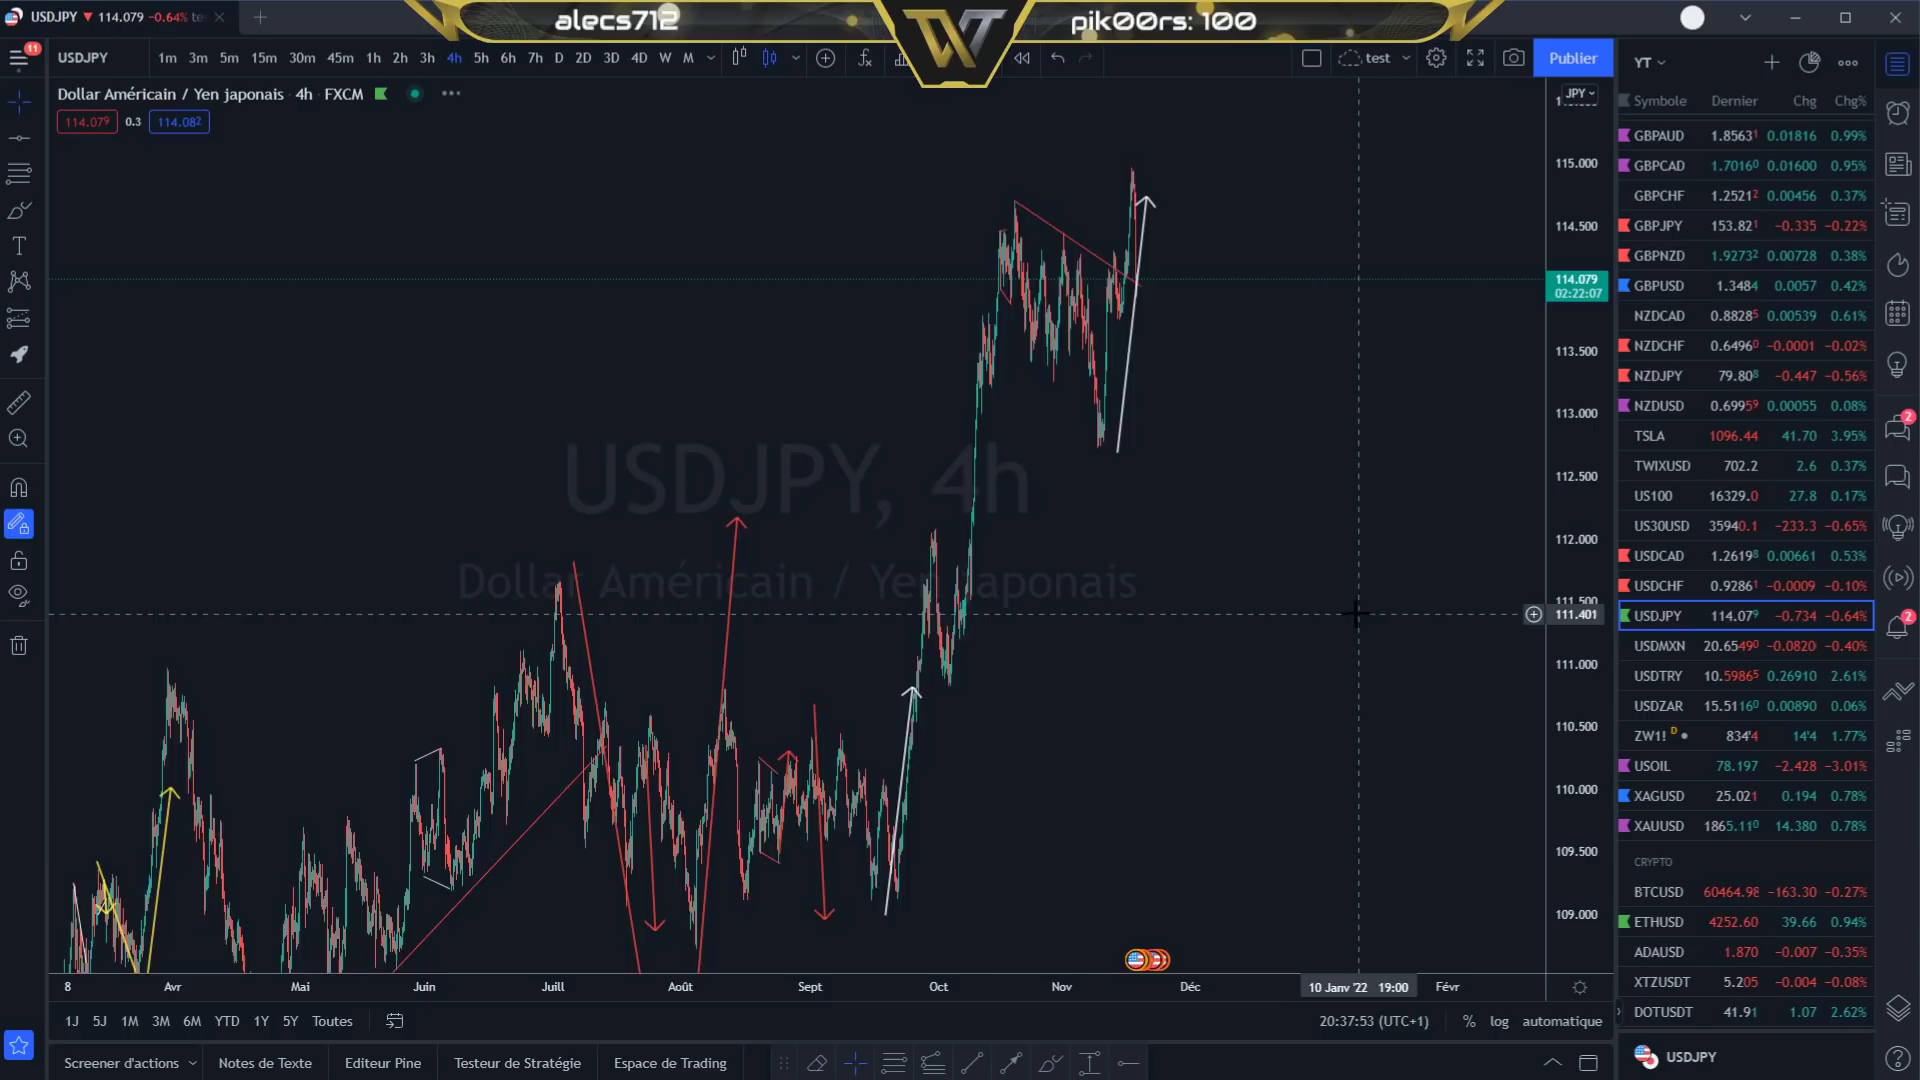 USDJPY ▼ 114.079 −0.64% te
alecs712
pik00rs: 100
11
USDJPY
1m 3m 5m 15m 30m 45m 1h 2h 3h 4h 5h 6h 7h D 2D 3D 4D W M
test
Publier
YT
Dollar Américain / Yen japonais · 4h · FXCM
114.079 0.3 114.082
JPY
Symbole Dernier Chg Chg%
GBPAUD 1.85631 0.01816 0.99%
GBPCAD 1.70160 0.01600 0.95%
GBPCHF 1.25212 0.00456 0.37%
GBPJPY 153.821 −0.335 −0.22%
GBPNZD 1.92732 0.00728 0.38%
GBPUSD 1.3484 0.0057 0.42%
NZDCAD 0.88285 0.00539 0.61%
NZDCHF 0.64960 −0.0001 −0.02%
NZDJPY 79.808 −0.447 −0.56%
NZDUSD 0.69959 0.00055 0.08%
TSLA 1096.44 41.70 3.95%
TWIXUSD 702.2 2.6 0.37%
US100 16329.0 27.8 0.17%
US30USD 35940.1 −233.3 −0.65%
USDCAD 1.26198 0.00661 0.53%
USDCHF 0.92861 −0.0009 −0.10%
USDJPY 114.079 −0.734 −0.64%
USDMXN 20.65490 −0.0820 −0.40%
USDTRY 10.59865 0.26910 2.61%
USDZAR 15.51160 0.00890 0.06%
ZW1! D 834'4 14'4 1.77%
USOIL 78.197 −2.428 −3.01%
XAGUSD 25.021 0.194 0.78%
XAUUSD 1865.110 14.380 0.78%
CRYPTO
BTCUSD 60464.98 −163.30 −0.27%
ETHUSD 4252.60 39.66 0.94%
ADAUSD 1.870 −0.007 −0.35%
XTZUSDT 5.205 −0.004 −0.08%
DOTUSDT 41.91 1.07 2.62%
USDJPY
2
2
115.000
114.500
114.079
02:22:07
113.500
113.000
112.500
112.000
111.500
111.401
111.000
110.500
110.000
109.500
109.000
USDJPY, 4h
Dollar Américain / Yen japonais
8 Avr Mai Juin Juill Août Sept Oct Nov Déc 10 Janv '22 19:00 Févr
1J 5J 1M 3M 6M YTD 1Y 5Y Toutes
20:37:53 (UTC+1) % log automatique
Screener d'actions Notes de Texte Editeur Pine Testeur de Stratégie Espace de Trading